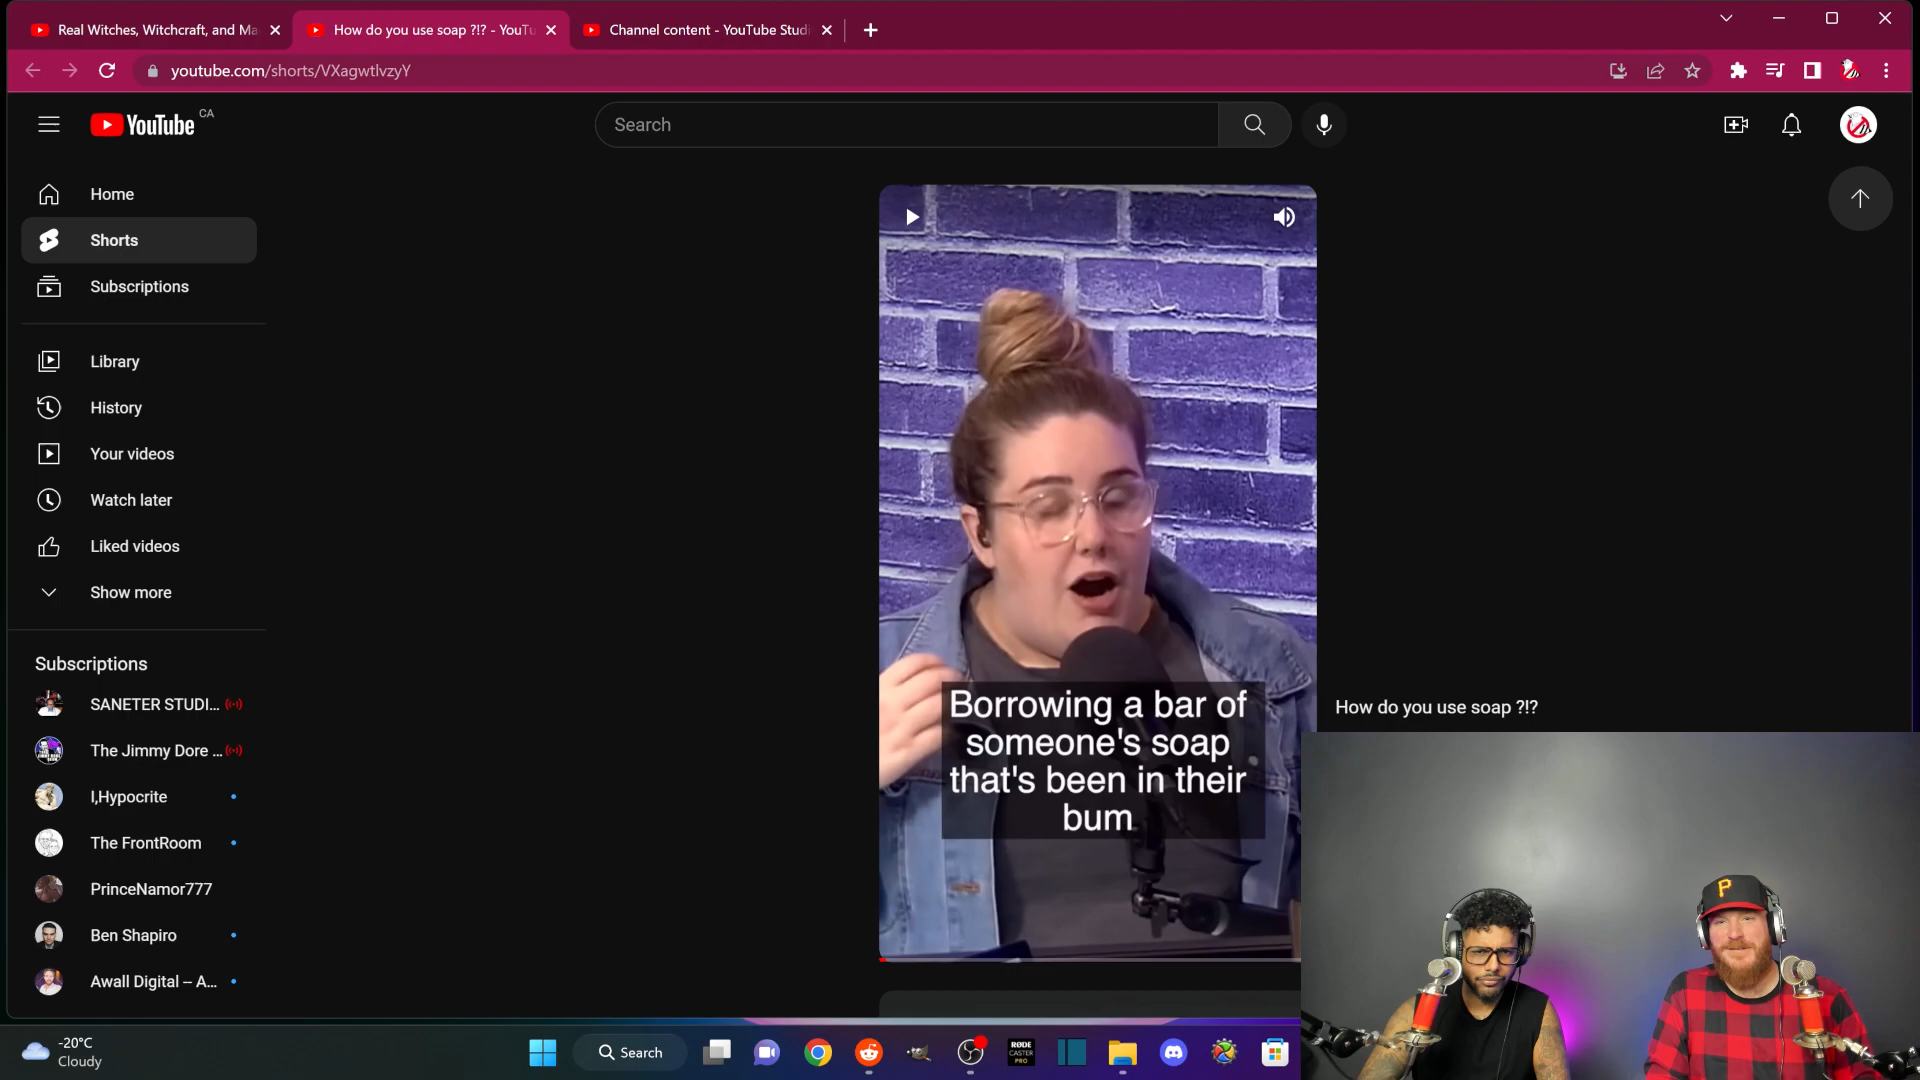 Real Witches, Witchcraft, and Ma
How do you use soap ?!? - YouTu
Channel content - YouTube Studi
youtube.com/shorts/VXagwtlvzyY
YouTube CA
Search
Home
Shorts
Subscriptions
Library
History
Your videos
Watch later
Liked videos
Show more
Subscriptions
SANETER STUDI...
The Jimmy Dore ...
I,Hypocrite
The FrontRoom
PrinceNamor777
Ben Shapiro
Awall Digital -- A...
Borrowing a bar of
someone's soap
that's been in their
bum
How do you use soap ?!?
P
-20°C
Cloudy
Search
RØDE
CASTER
PRO